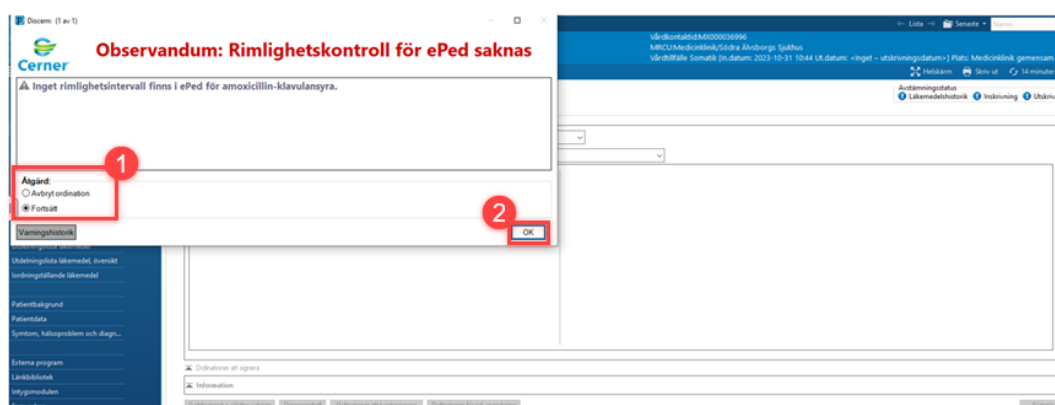 Discern: (1 av 1)
Cerner
Observandum: Rimlighetskontroll för ePed saknas
Inget rimlighetsintervall finns i ePed för amoxicillin-klavulansyra.
1
Åtgärd:
Avbryt ordination
Fortsätt
2
Varningshistorik
OK
Lista
Senaste
Namn
Vårdkontaktid:MX000036996
MRCU:Medicinklinik/Södra Älvsborgs Sjukhus
Vårdtillfälle Somatik [In.datum: 2023-10-31 10:44 Ut.datum: <Inget – utskrivningsdatum>] Plats: Medicinklinik gemensam
Helskärm
Skriv ut
14 minuter
Avstämningsstatus
Läkemedelshistorik
Inskrivning
Utskriv
Utdelningslista läkemedel, översikt
Iordningställande läkemedel
Patientbakgrund
Patientdata
Symtom, hälsoproblem och diagn...
Externa program
Länkbibliotek
Intygsmodulen
Ordinationer att signera
Information